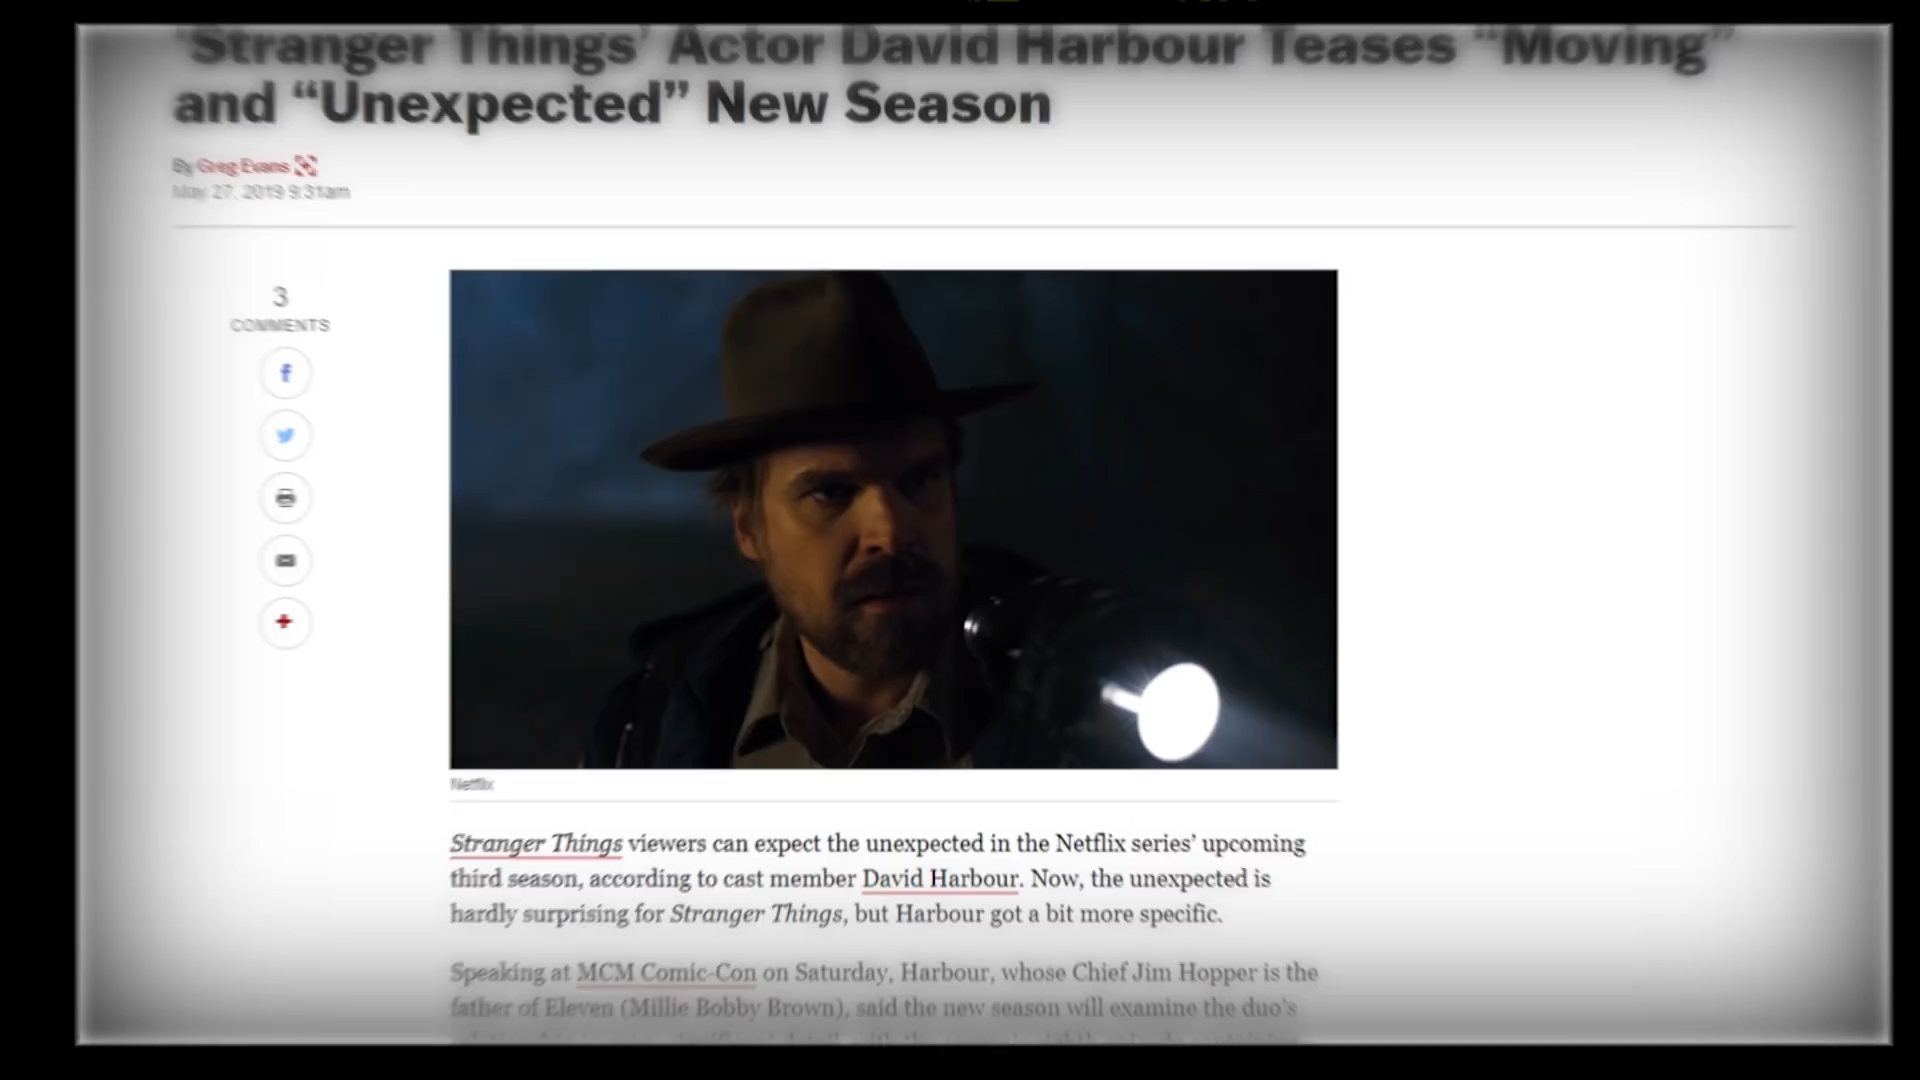 ‘Stranger Things’ Actor David Harbour Teases “Moving”
and “Unexpected” New Season
By Greg Evans
May 27, 2019 9:31am
3
COMMENTS
Netflix
Stranger Things viewers can expect the unexpected in the Netflix series’ upcoming
third season, according to cast member David Harbour. Now, the unexpected is
hardly surprising for Stranger Things, but Harbour got a bit more specific.
Speaking at MCM Comic-Con on Saturday, Harbour, whose Chief Jim Hopper is the
father of Eleven (Millie Bobby Brown), said the new season will examine the duo’s